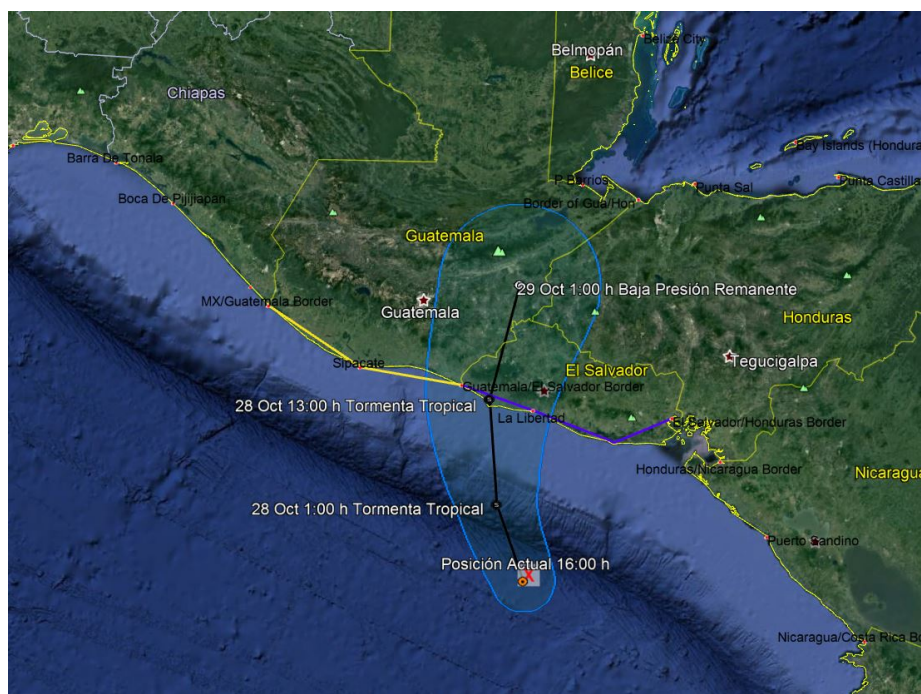 Belize City
Belmopán
Belice
Chiapas
Bay Islands (Hondura
Barra De Tonala
P Barrios
Punta Sal
Punta Castilla
Boca De Pijijiapan
Border of Gua/Hon
Guatemala
29 Oct 1:00 h Baja Presión Remanente
MX/Guatemala Border
Guatemala
Honduras
Tegucigalpa
Sipacate
El Salvador
Guatemala/El Salvador Border
28 Oct 13:00 h Tormenta Tropical
La Libertad
El Salvador/Honduras Border
Honduras/Nicaragua Border
Nicaragua
28 Oct 1:00 h Tormenta Tropical
S
Puerto Sandino
Posición Actual 16:00 h
X
Nicaragua/Costa Rica Bo